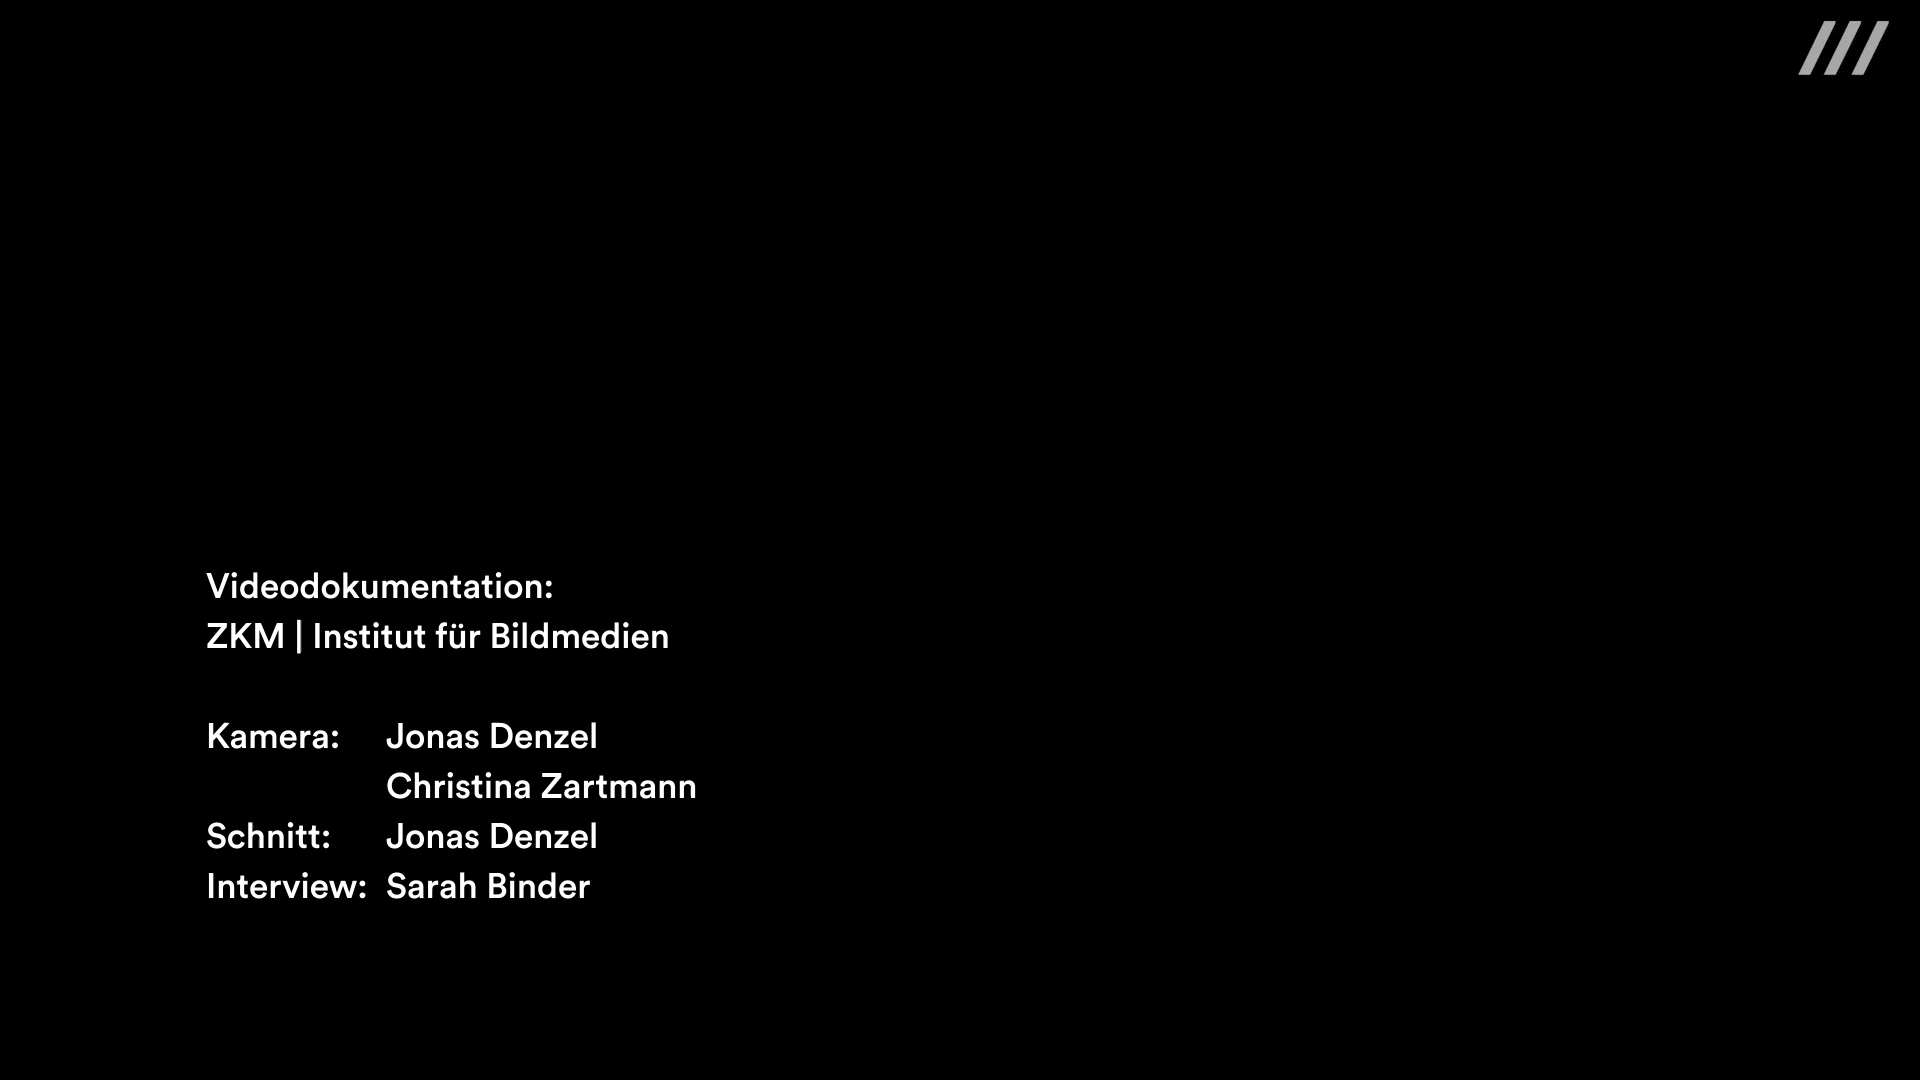 Videodokumentation:
ZKM | Institut für Bildmedien
Kamera: Jonas Denzel
Christina Zartmann
Schnitt: Jonas Denzel
Interview: Sarah Binder